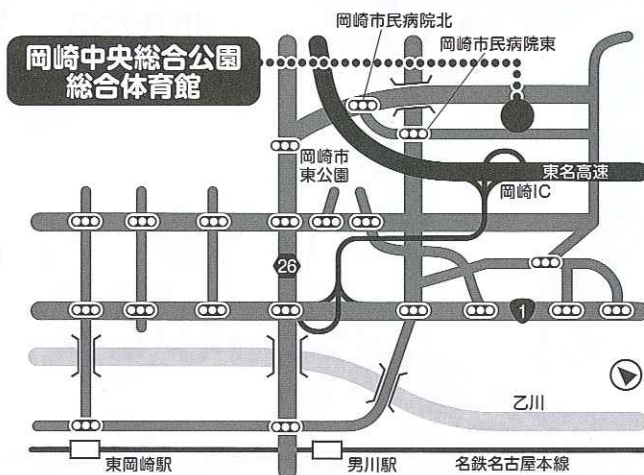 岡崎市民病院北
岡崎市民病院東
岡崎中央総合公園
総合体育館
岡崎市
東公園
東名高速
岡崎IC
26
1
乙川
東岡崎駅
男川駅
名鉄名古屋本線